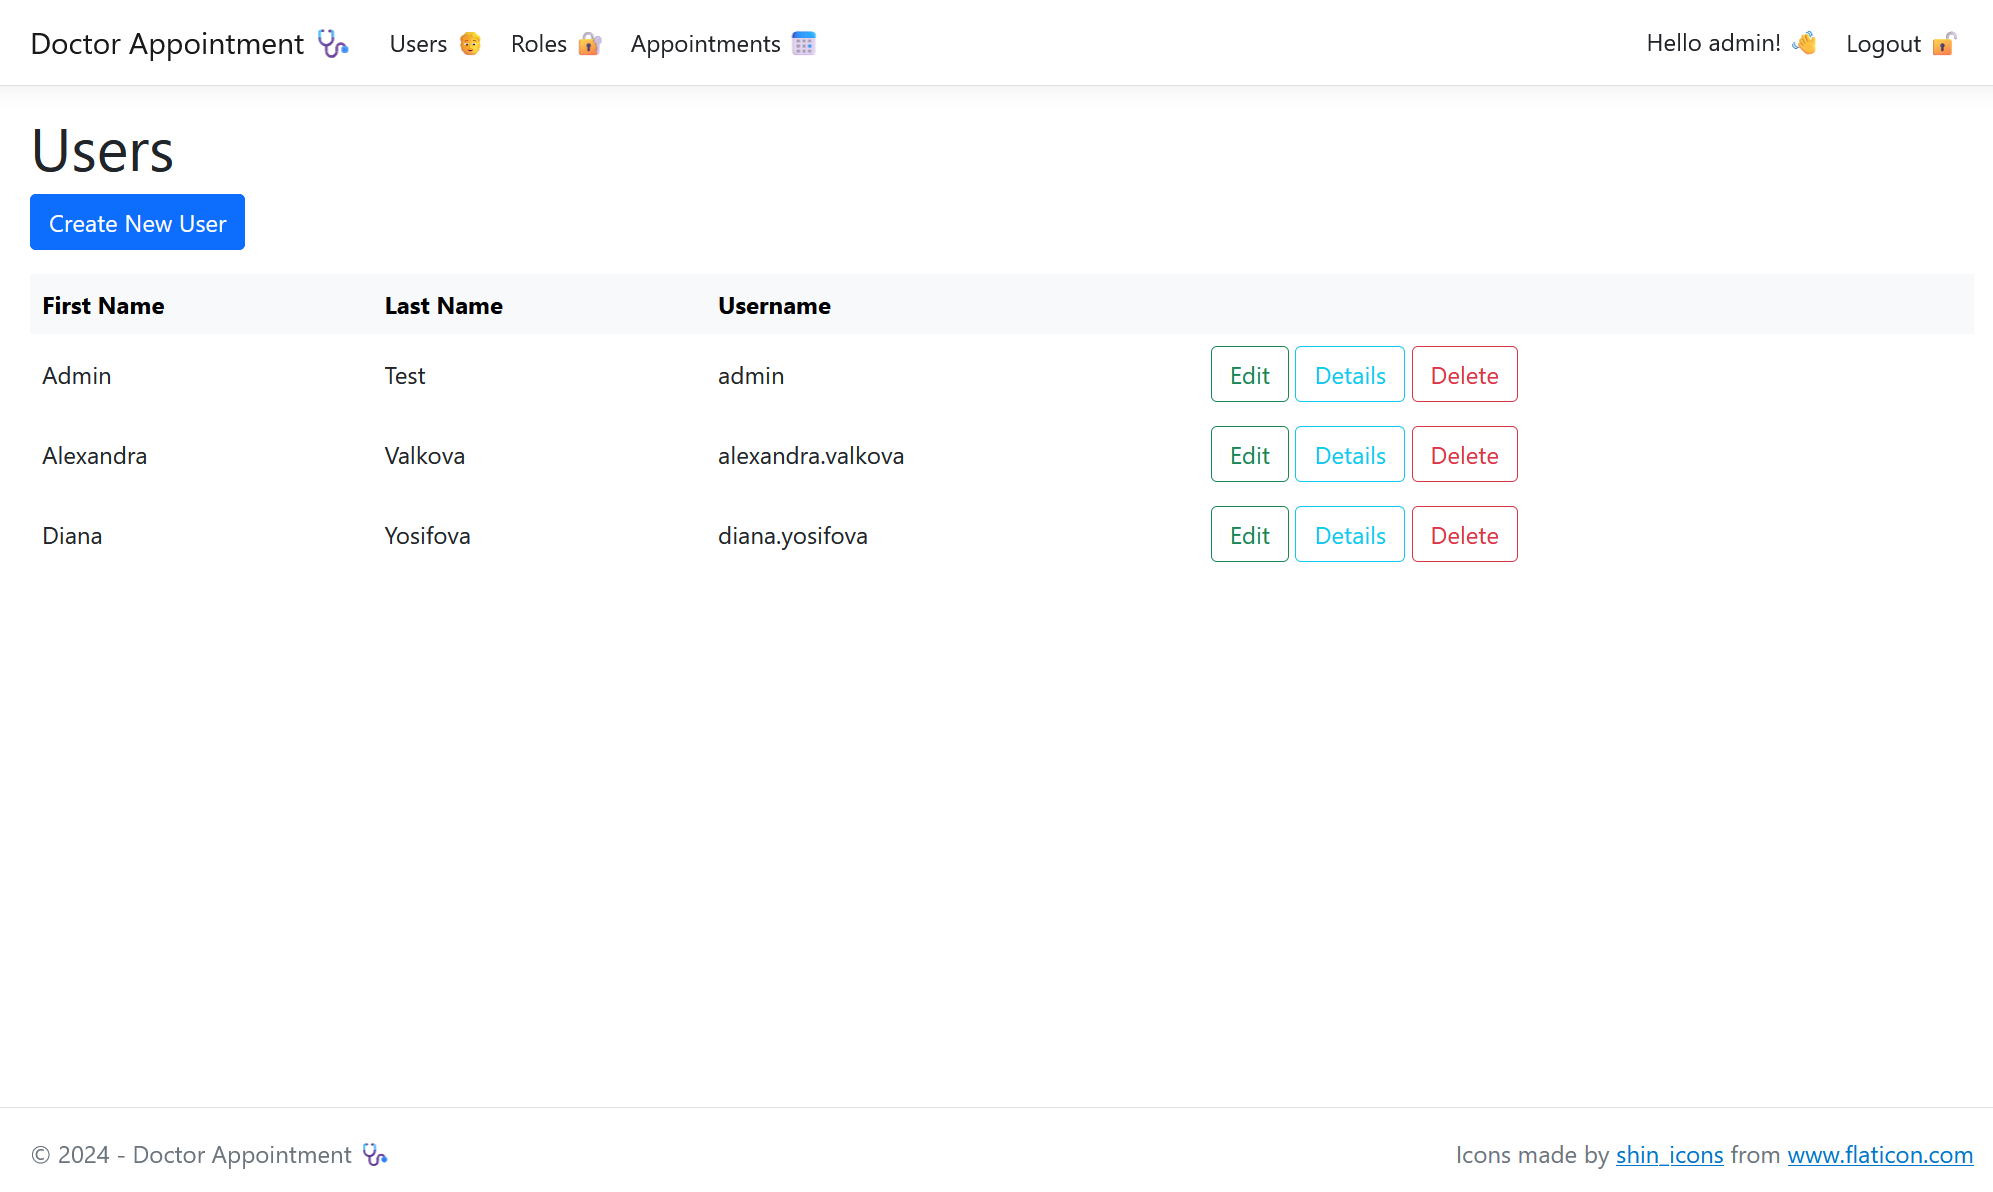 Doctor Appointment Users Roles Appointments Hello admin! Logout
Users
Create New User
First Name Last Name Username
Admin Test admin Edit Details Delete
Alexandra Valkova alexandra.valkova Edit Details Delete
Diana Yosifova diana.yosifova Edit Details Delete
© 2024 - Doctor Appointment Icons made by shin_icons from www.flaticon.com